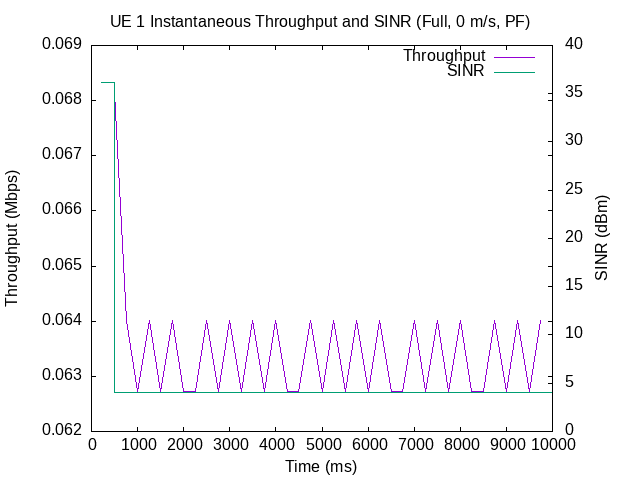 UE 1 Instantaneous Throughput and SINR (Full, 0 m/s, PF)
Throughput
SINR
0.069
0.068
0.067
0.066
0.065
0.064
0.063
0.062
Throughput (Mbps)
40
35
30
25
20
15
10
5
0
SINR (dBm)
0 1000 2000 3000 4000 5000 6000 7000 8000 9000 10000
Time (ms)